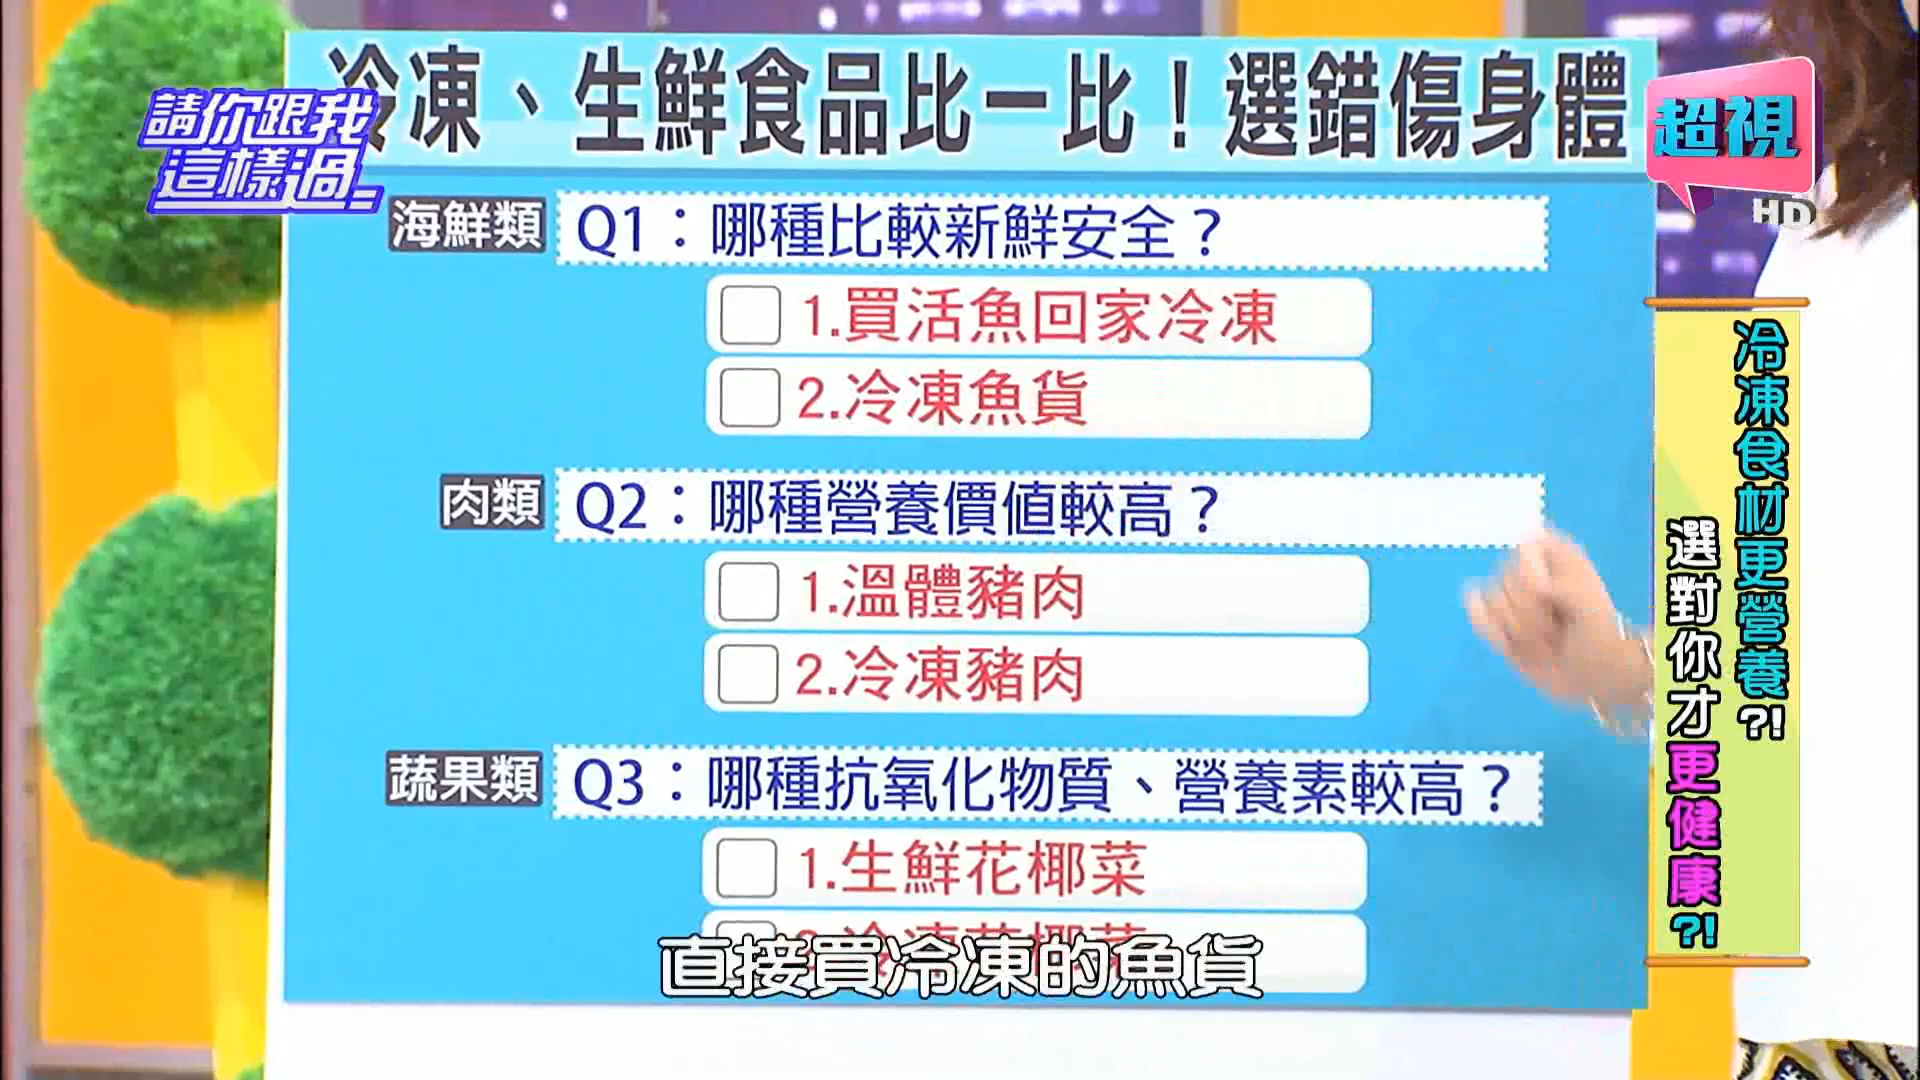 冷凍、生鮮食品比一比！選錯傷身體
請你跟我
這樣過
超視
HD
海鮮類
Q1：哪種比較新鮮安全？
1.買活魚回家冷凍
2.冷凍魚貨
肉類
Q2：哪種營養價值較高？
1.溫體豬肉
2.冷凍豬肉
蔬果類
Q3：哪種抗氧化物質、營養素較高？
1.生鮮花椰菜
2.冷凍花椰菜
直接買冷凍的魚貨
冷凍食材更營養?!
選對你才更健康?!